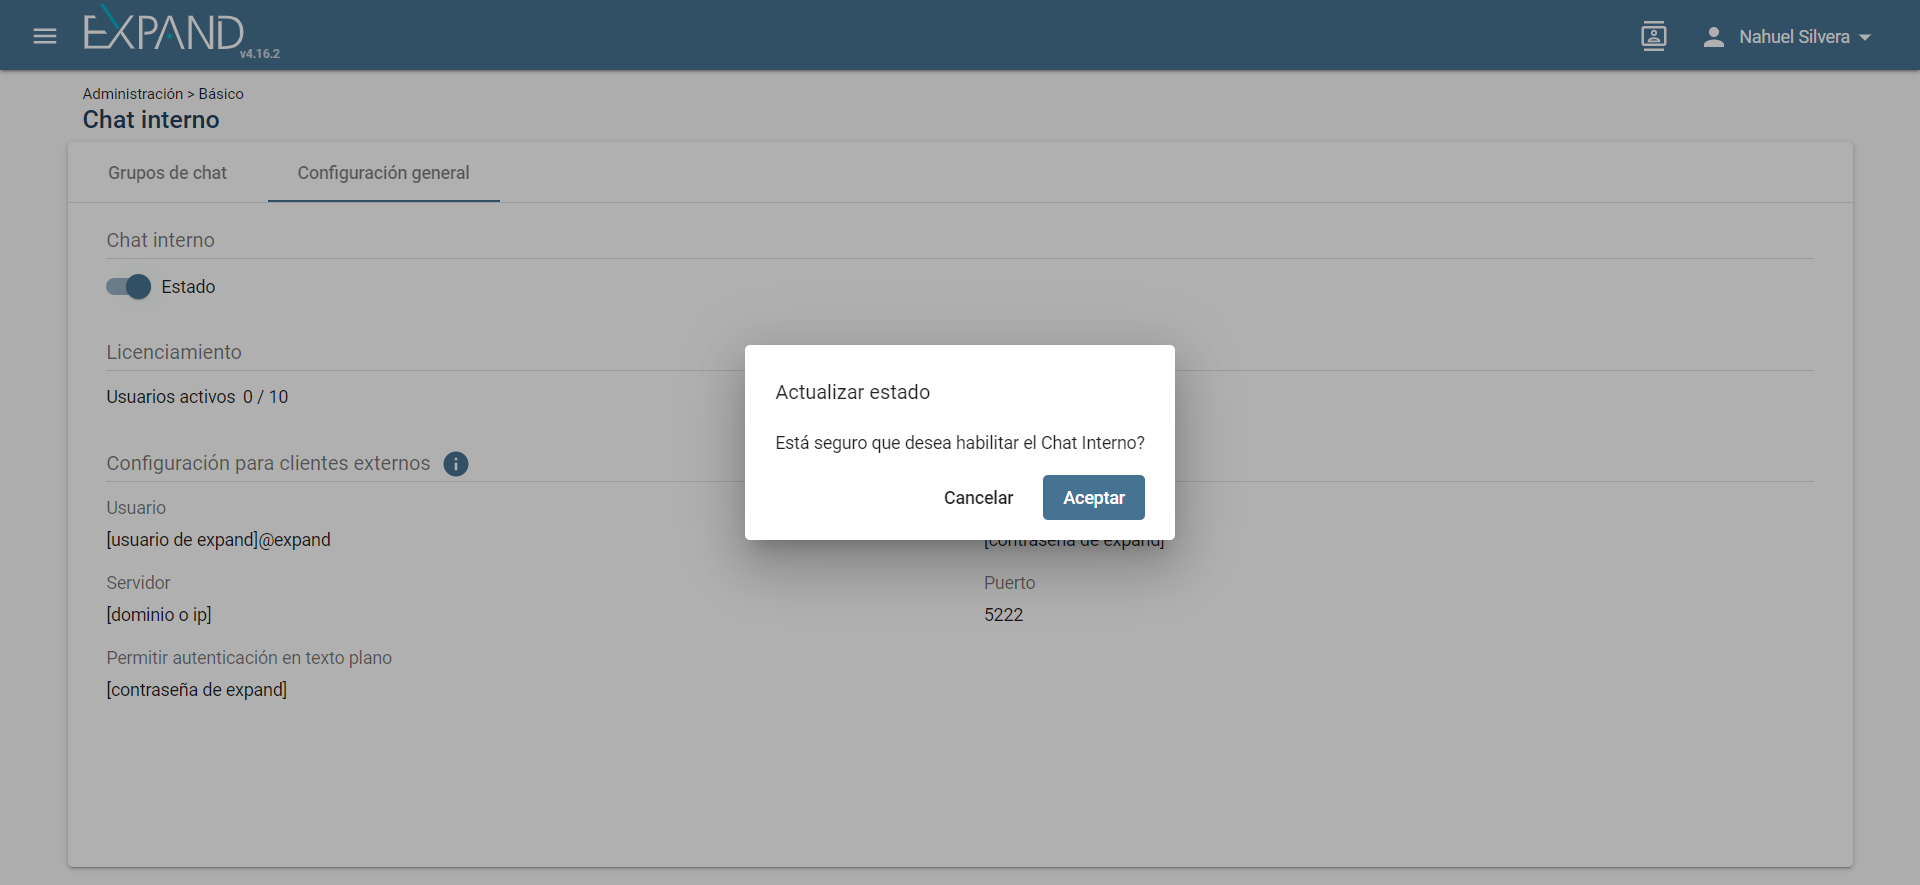 EXPAND
v4.16.2
Nahuel Silvera
Administración > Básico
Chat interno
Grupos de chat
Configuración general
Chat interno
Estado
Licenciamiento
Usuarios activos 0 / 10
Actualizar estado
Está seguro que desea habilitar el Chat Interno?
Cancelar
Aceptar
Configuración para clientes externos
Usuario
[usuario de expand]@expand
[contraseña de expand]
Servidor
[dominio o ip]
Puerto
5222
Permitir autenticación en texto plano
[contraseña de expand]